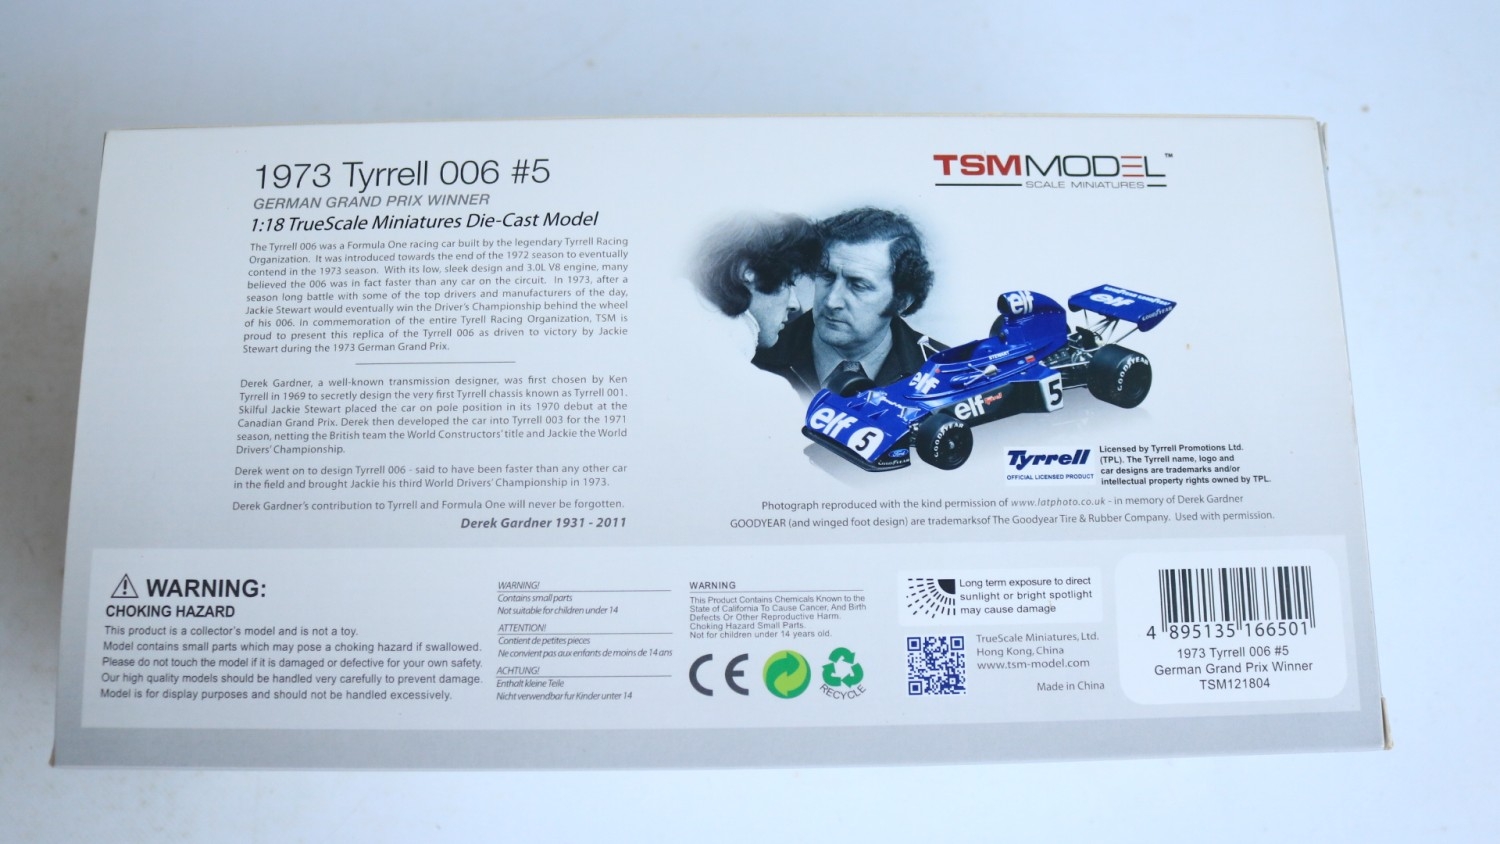 1973 Tyrrell 006 #5
GERMAN GRAND PRIX WINNER
1:18 TrueScale Miniatures Die-Cast Model
The Tyrrell 006 was a Formula One racing car built by the legendary Tyrell Racing
Organization. It was introduced towards the end of the 1972 season to eventually
contend in the 1973 season. With its low, sleek design and 3.0L V8 engine, many
believed the 006 was in fact faster than any car on the circuit. In 1973, after a
season long battle with some of the top drivers and manufacturers of the day,
Jackie Stewart would eventually win the Driver's Championship behind the wheel
of his 006. In commemoration of the entire Tyrell Racing Organization, TSM is
proud to present this replica of the Tyrrell 006 as driven to victory by Jackie
Stewart during the 1973 German Grand Prix.
Derek Gardner, a well-known transmission designer, was first chosen by Ken
Tyrrell in 1969 to secretly design the very first Tyrrell chassis known as Tyrrell 001.
Skilful Jackie Stewart placed the car on pole position in its 1970 debut at the
Canadian Grand Prix. Derek then developed the car into Tyrrell 003 for the 1971
season, netting the British team the World Constructors' title and Jackie the World
Drivers' Championship.
Derek went on to design Tyrrell 006 - said to have been faster than any other car
in the field and brought Jackie his third World Drivers' Championship in 1973.
Derek Gardner's contribution to Tyrrell and Formula One will never be forgotten.
Derek Gardner 1931 - 2011
TSMMODEL™
SCALE MINIATURES
elf
GOODYEAR GOODYEAR
elf
GOODYEAR
STEWART
elf
elf Tyrrell
5
GOODYEAR
elf 5
Ford
GOODYEAR
GOODYEAR
Tyrrell
OFFICIAL LICENSED PRODUCT
Licensed by Tyrrell Promotions Ltd.
(TPL). The Tyrrell name, logo and
car designs are trademarks and/or
intellectual property rights owned by TPL.
Photograph reproduced with the kind permission of www.latphoto.co.uk - in memory of Derek Gardner
GOODYEAR (and winged foot design) are trademarksof The Goodyear Tire & Rubber Company. Used with permission.
WARNING:
CHOKING HAZARD
This product is a collector's model and is not a toy.
Model contains small parts which may pose a choking hazard if swallowed.
Please do not touch the model if it is damaged or defective for your own safety.
Our high quality models should be handled very carefully to prevent damage.
Model is for display purposes and should not be handled excessively.
WARNING!
Contains small parts
Not suitable for children under 14
ATTENTION!
Contient de petites pieces
Ne convient pas aux enfants de moins de 14 ans
ACHTUNG!
Enthalt kleine Teile
Nicht verwendbar fur Kinder unter 14
WARNING
This Product Contains Chemicals Known to the
State of California To Cause Cancer, And Birth
Defects Or Other Reproductive Harm.
Choking Hazard Small Parts.
Not for children under 14 years old.
CE
RECYCLE
Long term exposure to direct
sunlight or bright spotlight
may cause damage
TrueScale Miniatures, Ltd.
Hong Kong, China
www.tsm-model.com
Made in China
4 895135 166501
1973 Tyrrell 006 #5
German Grand Prix Winner
TSM121804